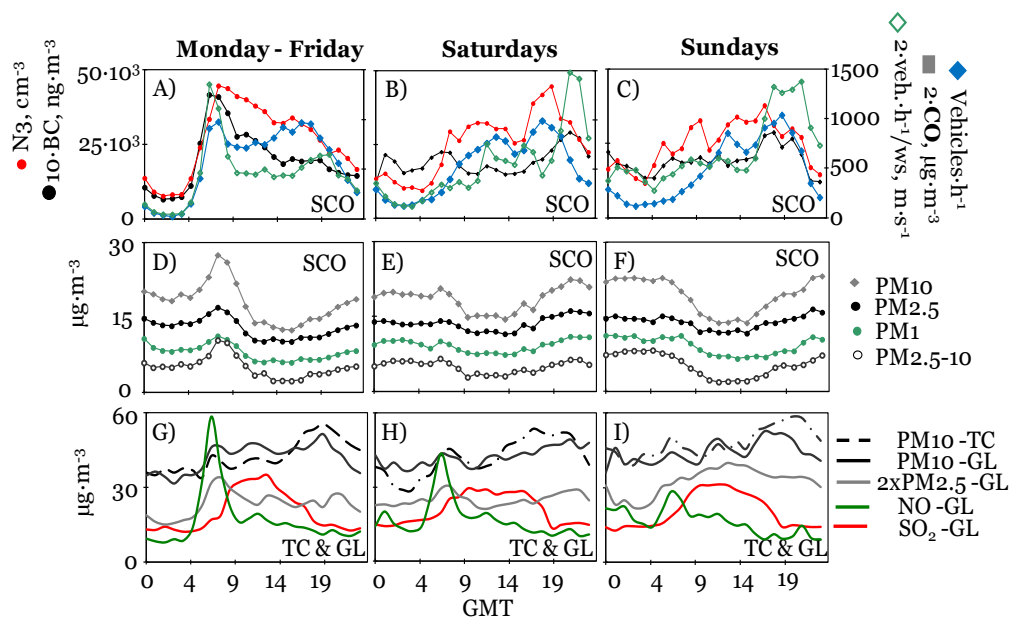 Monday - Friday
Saturdays
Sundays
N3, cm-3
10·BC, ng·m-3
50·10³
25·10³
0
A)
SCO
B)
SCO
C)
SCO
1500
1000
500
0
2·veh.·h-1/ws, m·s-1
2·CO, µg·m-3
Vehicles·h-1
µg·m-3
30
15
0
D)
SCO
E)
SCO
F)
SCO
PM10
PM2.5
PM1
PM2.5-10
µg·m-3
60
30
0
G)
TC & GL
H)
TC & GL
I)
TC & GL
PM10 -TC
PM10 -GL
2xPM2.5 -GL
NO -GL
SO₂ -GL
0 4 9 14 19
0 4 9 14 19
0 4 9 14 19
GMT